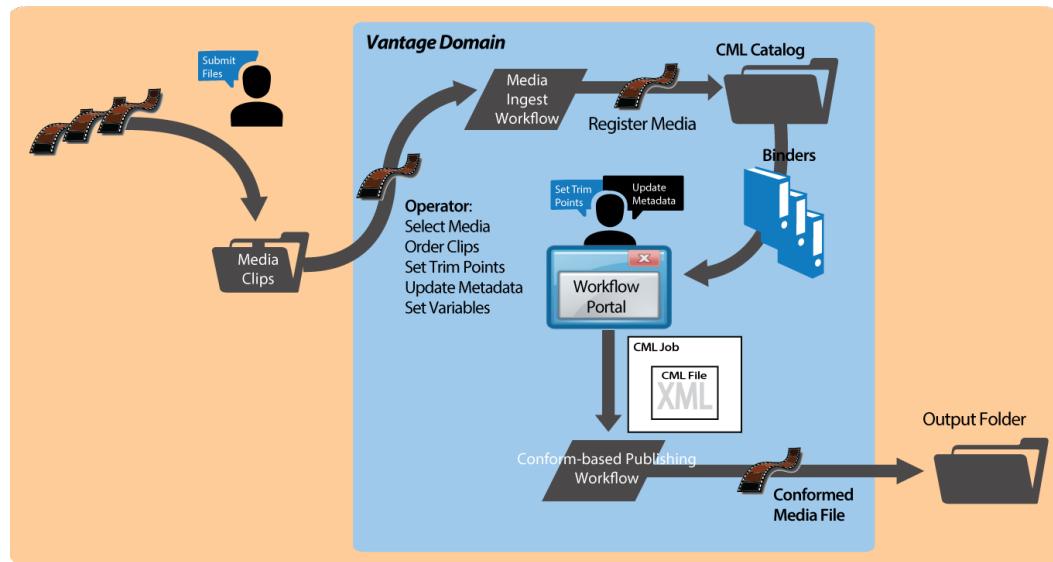 Vantage Domain
CML Catalog
Submit
Files
Media
Ingest
Workflow
Register Media
Binders
Set Trim
Points
Update
Metadata
Operator:
Select Media
Order Clips
Set Trim Points
Update Metadata
Set Variables
Media
Clips
X
Workflow
Portal
CML Job
CML File
XML
Output Folder
Conform-based Publishing
Workflow
Conformed
Media File